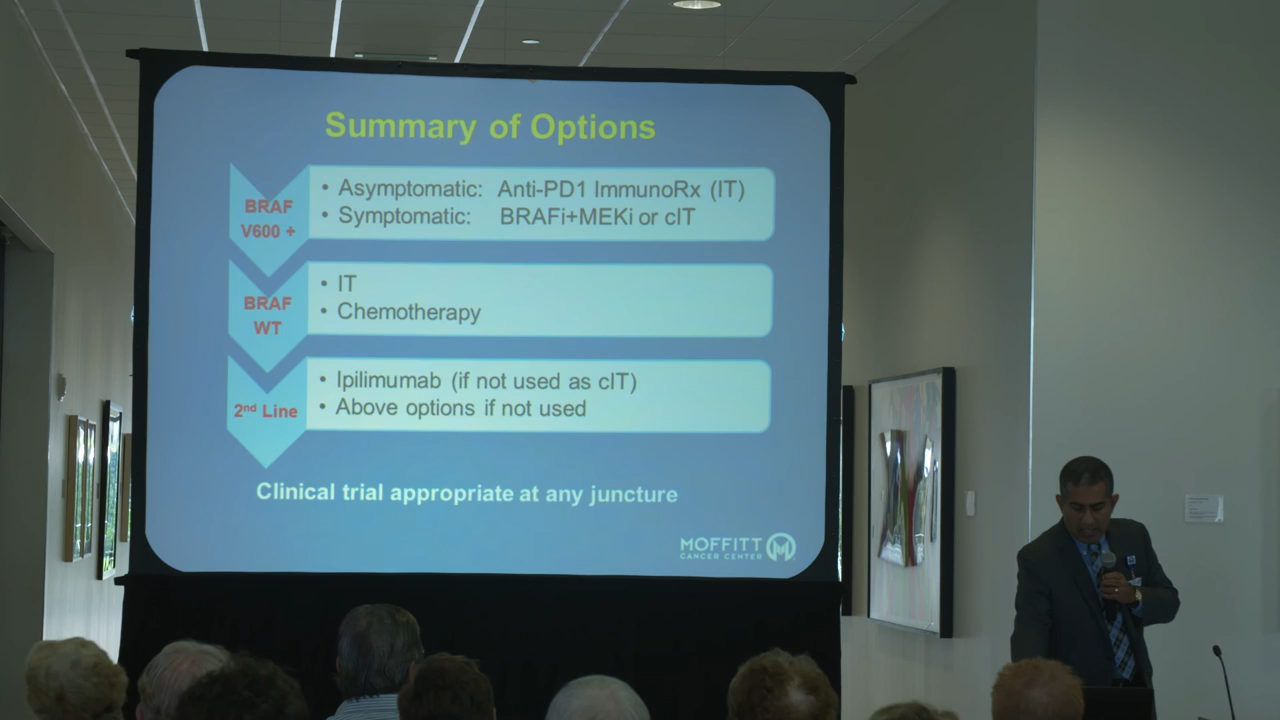 Summary of Options
BRAF
V600 +
• Asymptomatic: Anti-PD1 ImmunoRx (IT)
• Symptomatic: BRAFi+MEKi or cIT
BRAF
WT
• IT
• Chemotherapy
2nd Line
• Ipilimumab (if not used as cIT)
• Above options if not used
Clinical trial appropriate at any juncture
MOFFITT
CANCER CENTER
M